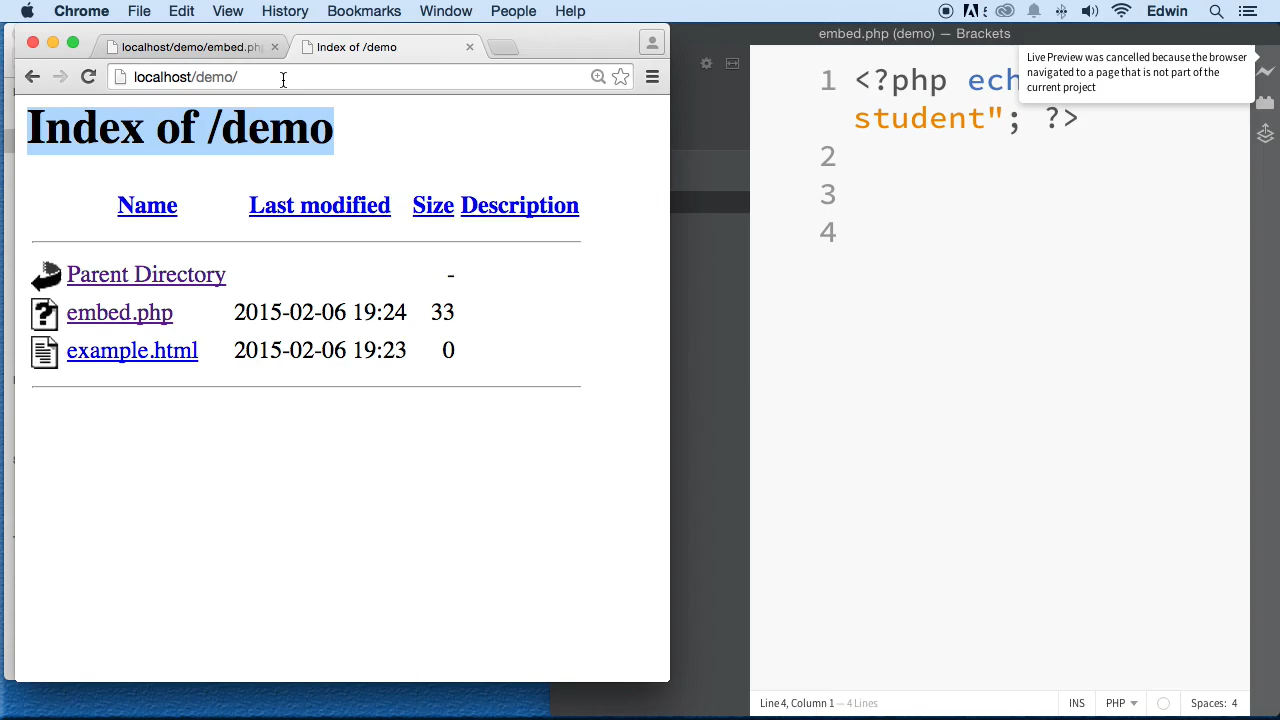 Chrome File Edit View History Bookmarks Window People Help 5 Edwin
localhost/demo/embed.ph
Index of /demo
embed.php (demo) — Brackets
localhost/demo/
Live Preview was cancelled because the browser
navigated to a page that is not part of the
current project
Index of /demo
Name Last modified Size Description
Parent Directory -
embed.php 2015-02-06 19:24 33
example.html 2015-02-06 19:23 0
1 <?php ech
student"; ?>
2
3
4
Line 4, Column 1 — 4 Lines INS PHP Spaces: 4